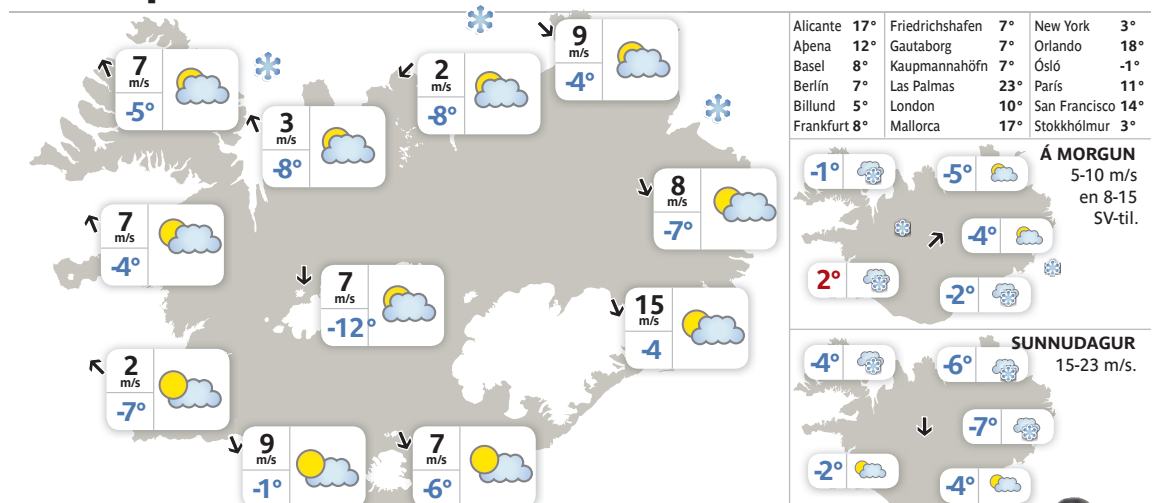 7
m/s
-5°
3
m/s
-8°
2
m/s
-8°
9
m/s
-4°
7
m/s
-4°
7
m/s
-12°
8
m/s
-7°
15
m/s
-4
2
m/s
-7°
9
m/s
-1°
7
m/s
-6°
Alicante 17°
Aþena 12°
Basel 8°
Berlín 7°
Billund 5°
Frankfurt 8°
Friedrichshafen 7°
Gautaborg 7°
Kaupmannahöfn 7°
Las Palmas 23°
London 10°
Mallorca 17°
New York 3°
Orlando 18°
Ósló -1°
París 11°
San Francisco 14°
Stokkhólmur 3°
Á MORGUN
5-10 m/s
en 8-15
SV-til.
-1°
-5°
-4°
2°
-2°
SUNNUDAGUR
15-23 m/s.
-4°
-6°
-7°
-2°
-4°